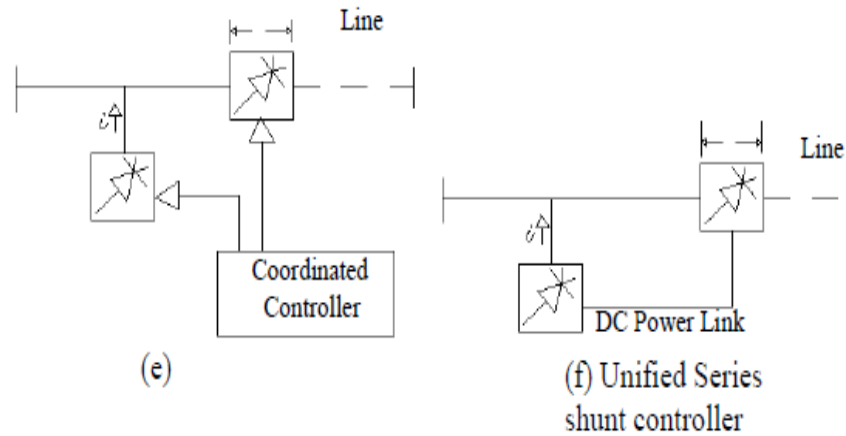 Line
i
Coordinated
Controller
(e)
Line
i
DC Power Link
(f) Unified Series
shunt controller